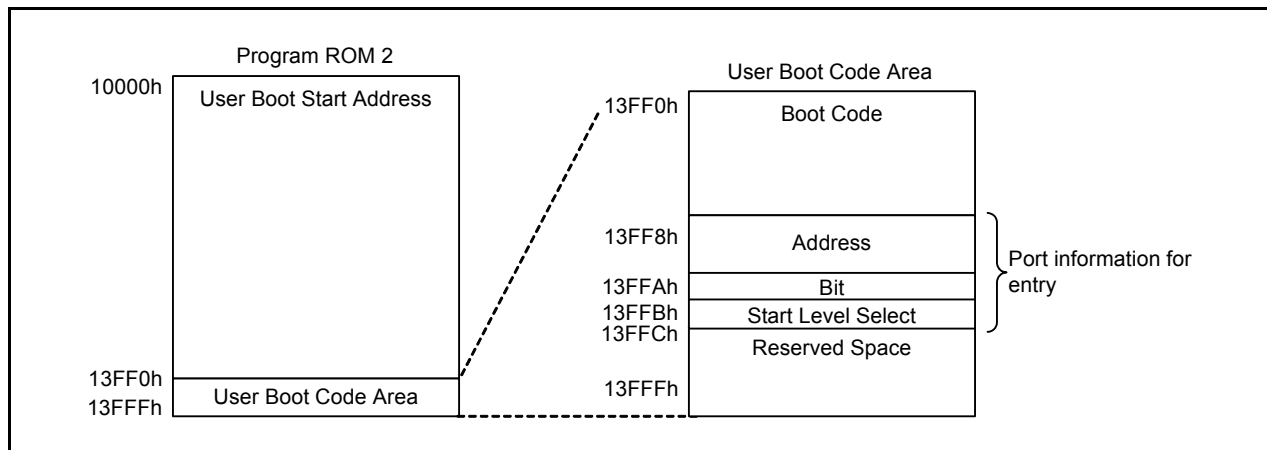 Program ROM 2
10000h
User Boot Start Address
13FF0h
User Boot Code Area
13FFFh
User Boot Code Area
13FF0h
Boot Code
13FF8h
Address
13FFAh
Bit
13FFBh
Start Level Select
13FFCh
Reserved Space
13FFFh
Port information for
entry